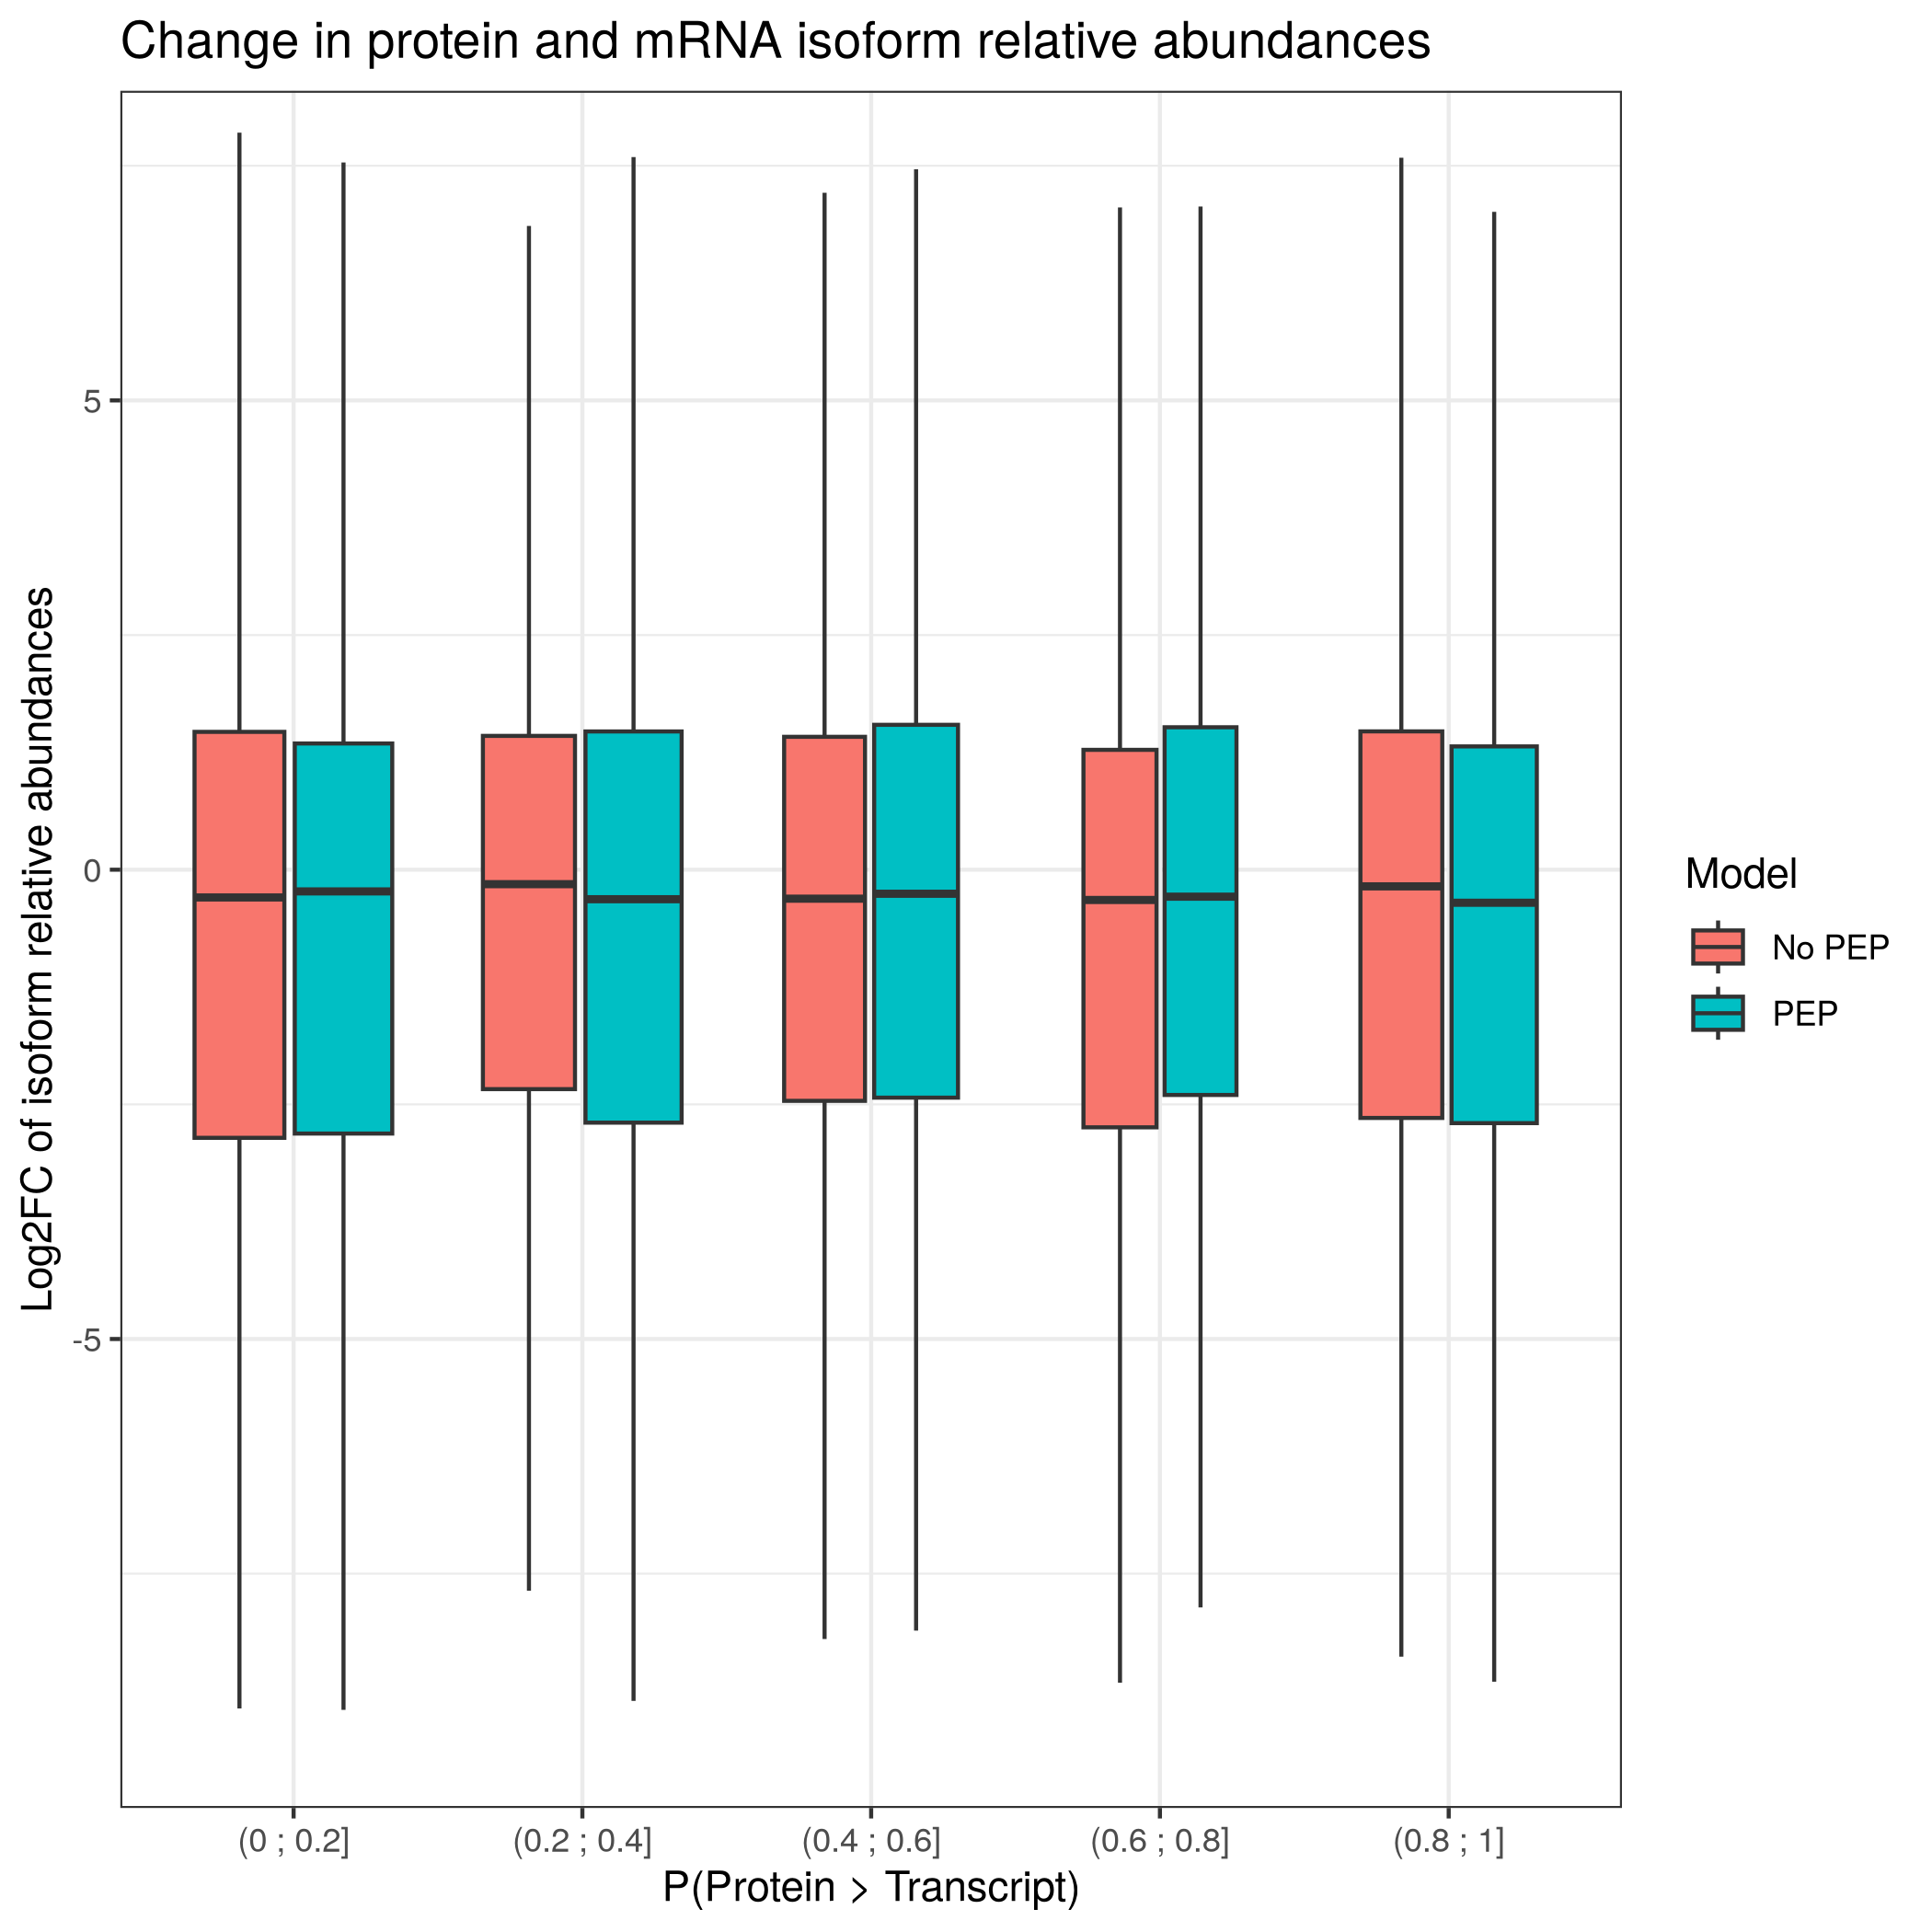 Change in protein and mRNA isoform relative abundances
Log2FC of isoform relative abundances
5
0
-5
(0 ; 0.2]
(0.2 ; 0.4]
(0.4 ; 0.6]
(0.6 ; 0.8]
(0.8 ; 1]
P(Protein > Transcript)
Model
No PEP
PEP